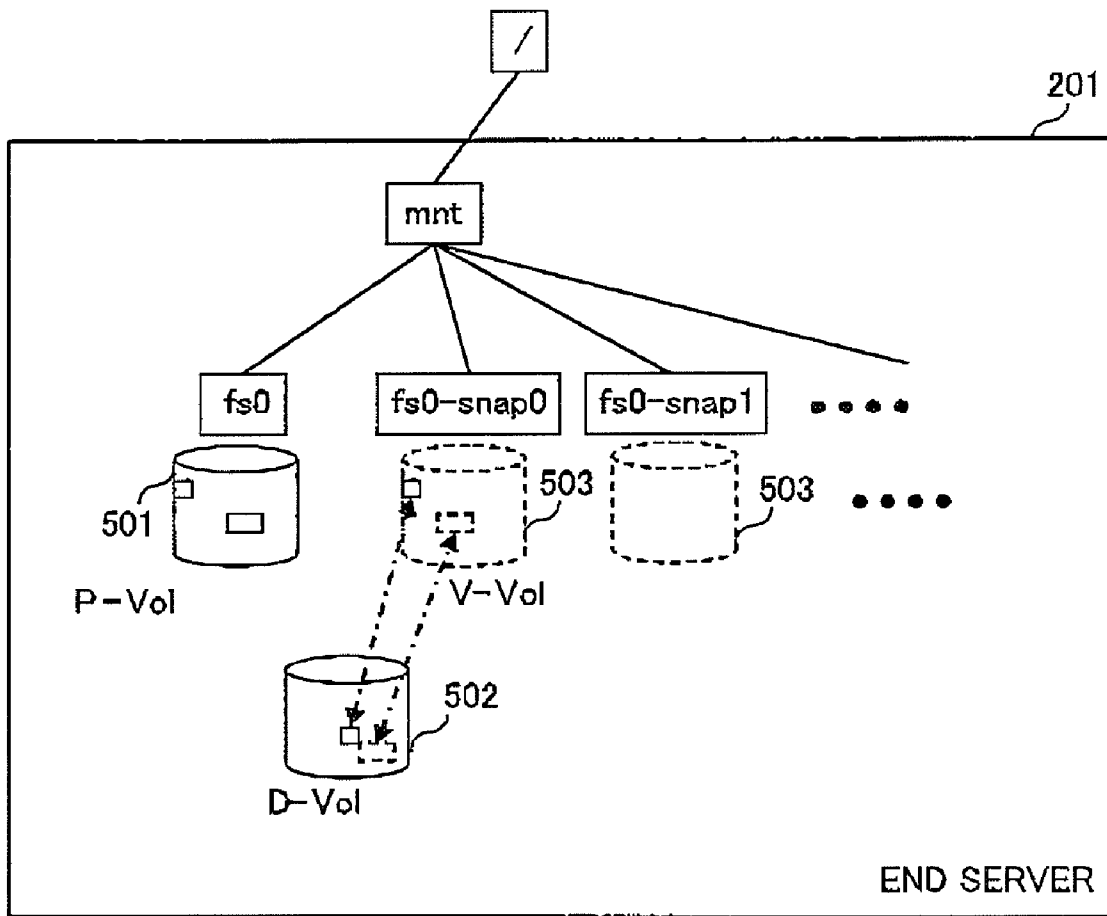 /
201
mnt
fs0
fs0-snap0
fs0-snap1
501
503
503
P-Vol
V-Vol
502
D-Vol
END SERVER